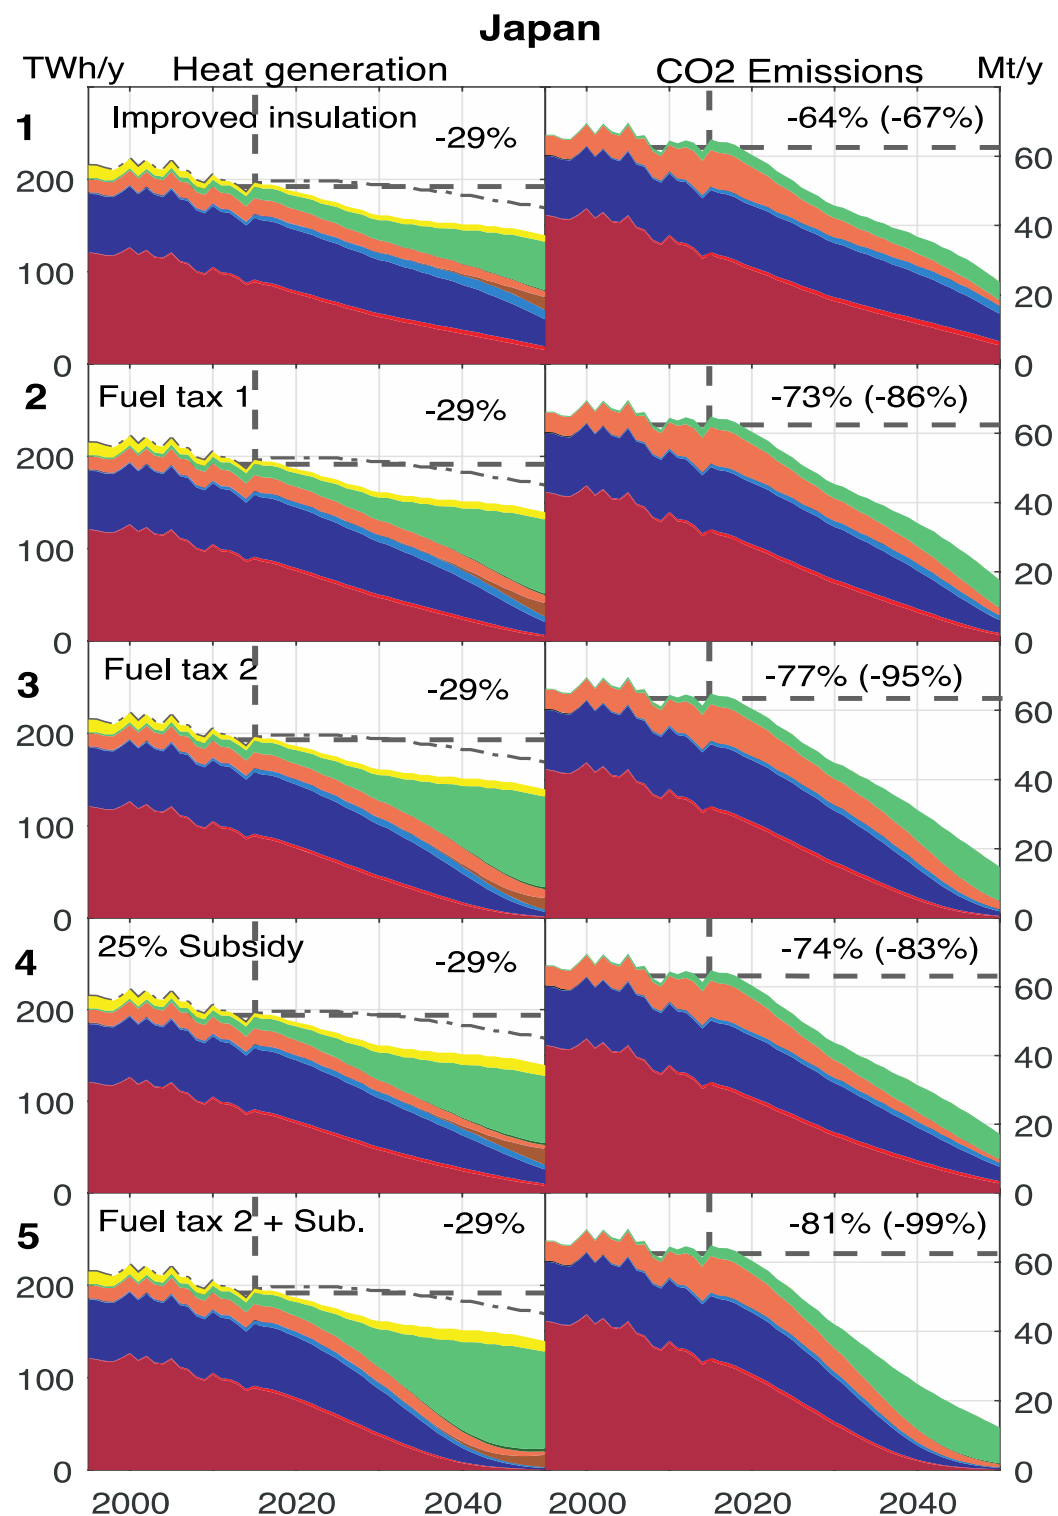 Japan
TWh/y Heat generation CO2 Emissions Mt/y
1 Improved insulation -29% -64% (-67%)
200 60
100 40
20
0 0
2 Fuel tax 1 -29% -73% (-86%)
200 60
100 40
20
0 0
3 Fuel tax 2 -29% -77% (-95%)
200 60
100 40
20
0 0
4 25% Subsidy -29% -74% (-83%)
200 60
100 40
20
0 0
5 Fuel tax 2 + Sub. -29% -81% (-99%)
200 60
100 40
20
0 0
2000 2020 2040 2000 2020 2040